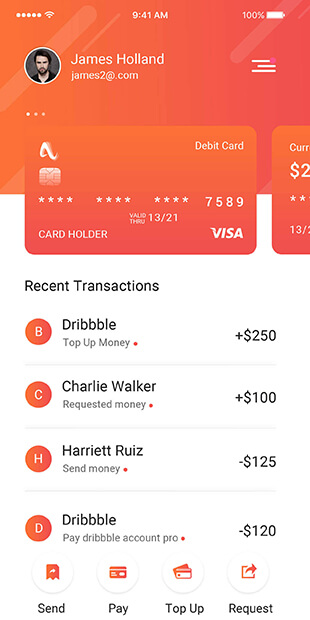 9:41 AM
100%
James Holland
james2@.com
Debit Card
**** **** **** 7589
VALID THRU 13/21
CARD HOLDER
VISA
$2
13/2
Recent Transactions
B
Dribbble
+$250
Top Up Money
C
Charlie Walker
+$100
Requested money
H
Harriett Ruiz
-$125
Send money
D
Dribbble
-$120
Pay dribbble account pro
Send
Pay
Top Up
Request